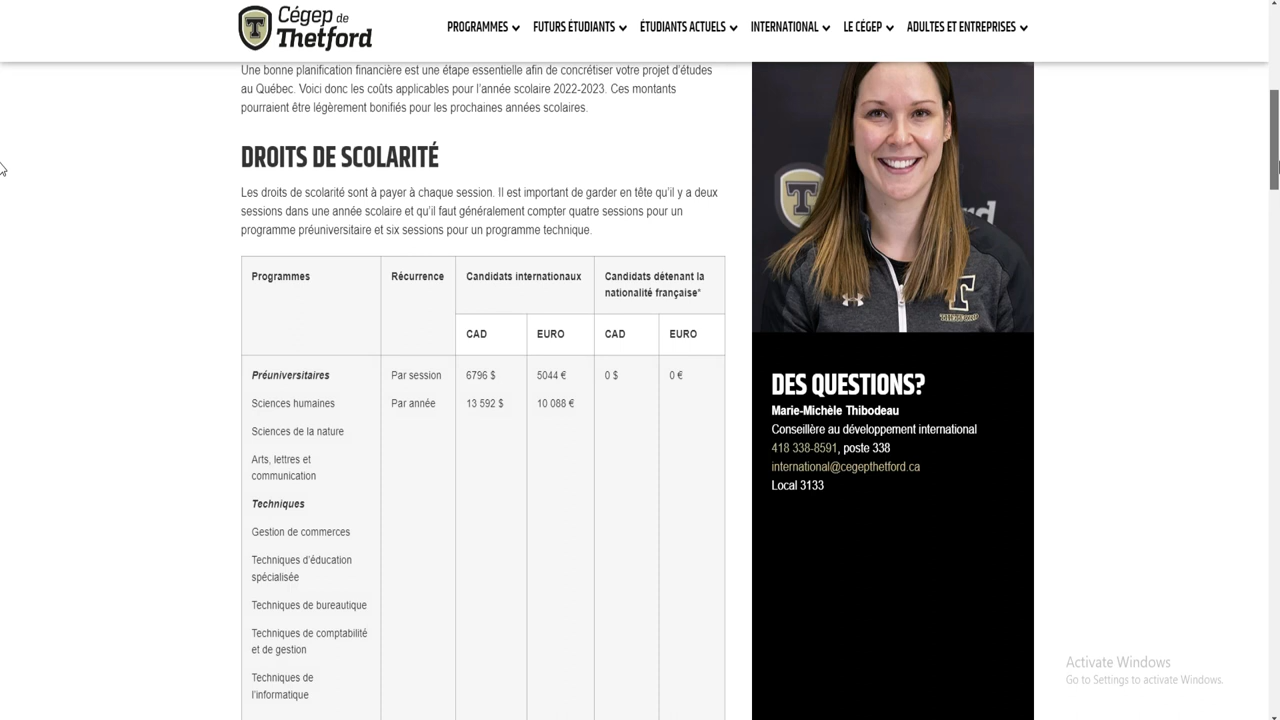 Cégep de
Thetford
PROGRAMMES FUTURS ÉTUDIANTS ÉTUDIANTS ACTUELS INTERNATIONAL LE CÉGEP ADULTES ET ENTREPRISES
Une bonne planification financière est une étape essentielle afin de concrétiser votre projet d'études
au Québec. Voici donc les coûts applicables pour l'année scolaire 2022-2023. Ces montants
pourraient être légèrement bonifiés pour les prochaines années scolaires.
DROITS DE SCOLARITÉ
Les droits de scolarité sont à payer à chaque session. Il est important de garder en tête qu'il y a deux
sessions dans une année scolaire et qu'il faut généralement compter quatre sessions pour un
programme préuniversitaire et six sessions pour un programme technique.
Programmes Récurrence Candidats internationaux Candidats détenant la
nationalité française*
CAD EURO CAD EURO
Préuniversitaires Par session 6796 $ 5044 € 0 $ 0 €
Sciences humaines Par année 13 592 $ 10 088 €
Sciences de la nature
Arts, lettres et
communication
Techniques
Gestion de commerces
Techniques d'éducation
spécialisée
Techniques de bureautique
Techniques de comptabilité
et de gestion
Techniques de
l'informatique
T
rd
T
THETFORD
DES QUESTIONS?
Marie-Michèle Thibodeau
Conseillère au développement international
418 338-8591, poste 338
international@cegepthetford.ca
Local 3133
Activate Windows
Go to Settings to activate Windows.